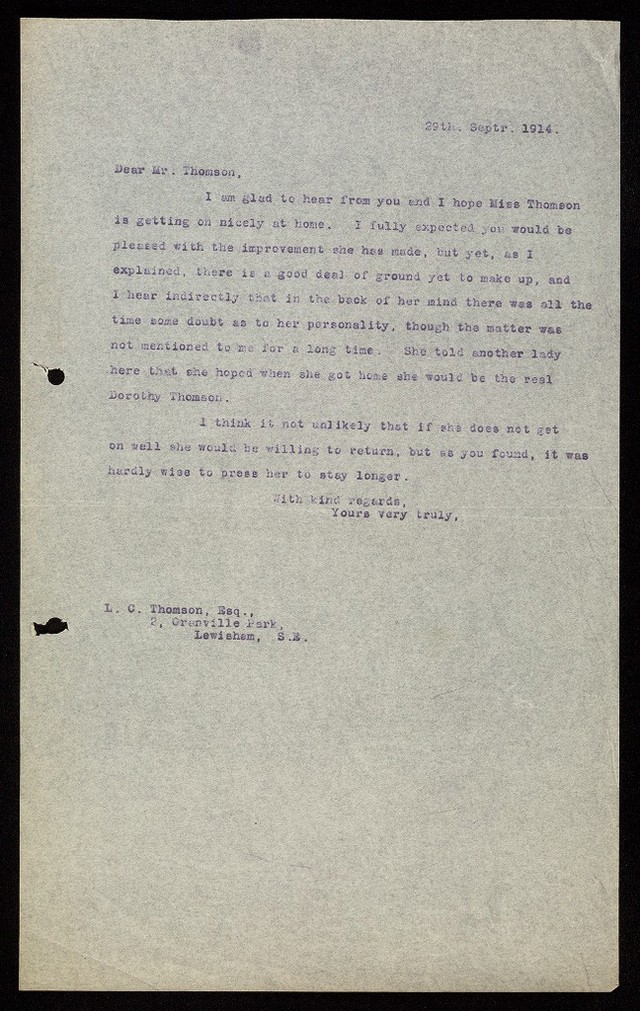 29th. Septr. 1914.
Dear Mr. Thomson,
I am glad to hear from you and I hope Miss Thomson
is getting on nicely at home. I fully expected you would be
pleased with the improvement she has made, but yet, as I
explained, there is a good deal of ground yet to make up, and
I hear indirectly that in the back of her mind there was all the
time some doubt as to her personality, though the matter was
not mentioned to me for a long time. She told another lady
here that she hoped when she got home she would be the real
Dorothy Thomson.
I think it not unlikely that if she does not get
on well she would be willing to return, but as you found, it was
hardly wise to press her to stay longer.
With kind regards,
Yours very truly,
L. C. Thomson, Esq.,
2, Granville Park,
Lewisham, S.E.